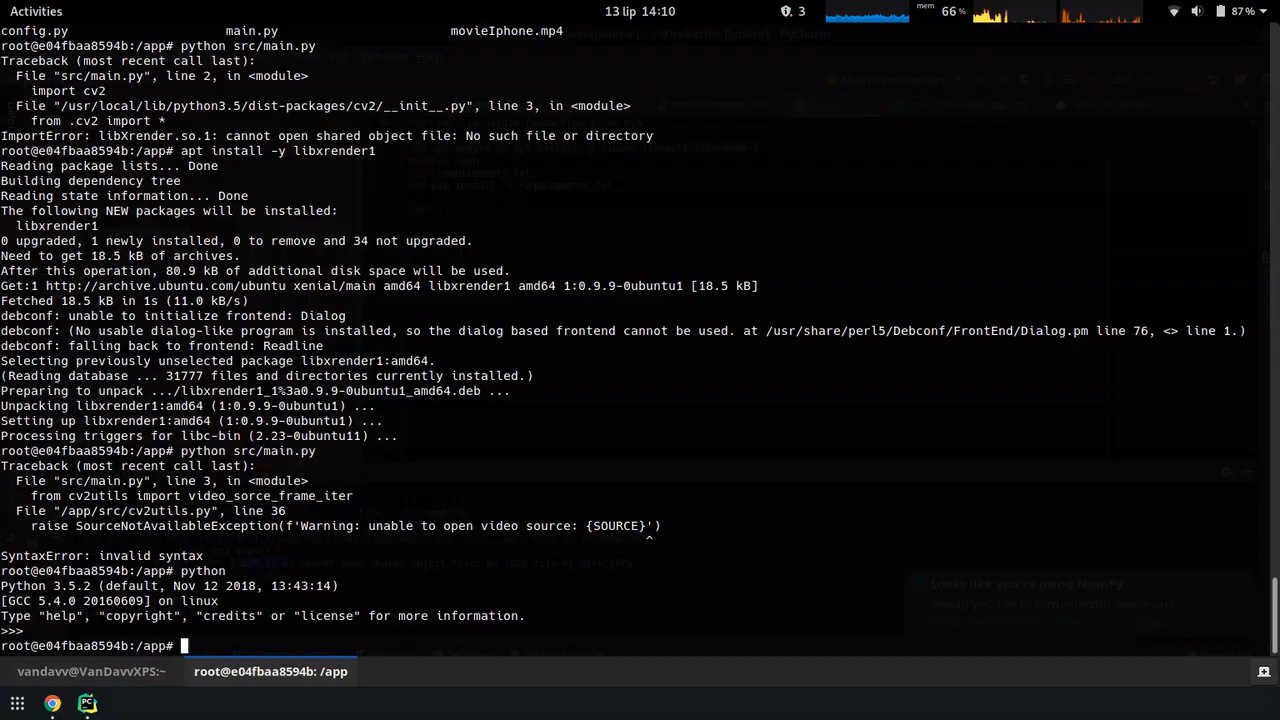 Activities
13 lip 14:10
3
mem
66 %
87 %
config.py main.py movieIphone.mp4
root@e04fbaa8594b:/app# python src/main.py
Traceback (most recent call last):
File "src/main.py", line 2, in <module>
import cv2
File "/usr/local/lib/python3.5/dist-packages/cv2/__init__.py", line 3, in <module>
from .cv2 import *
ImportError: libXrender.so.1: cannot open shared object file: No such file or directory
root@e04fbaa8594b:/app# apt install -y libxrender1
Reading package lists... Done
Building dependency tree
Reading state information... Done
The following NEW packages will be installed:
libxrender1
0 upgraded, 1 newly installed, 0 to remove and 34 not upgraded.
Need to get 18.5 kB of archives.
After this operation, 80.9 kB of additional disk space will be used.
Get:1 http://archive.ubuntu.com/ubuntu xenial/main amd64 libxrender1 amd64 1:0.9.9-0ubuntu1 [18.5 kB]
Fetched 18.5 kB in 1s (11.0 kB/s)
debconf: unable to initialize frontend: Dialog
debconf: (No usable dialog-like program is installed, so the dialog based frontend cannot be used. at /usr/share/perl5/Debconf/FrontEnd/Dialog.pm line 76, <> line 1.)
debconf: falling back to frontend: Readline
Selecting previously unselected package libxrender1:amd64.
(Reading database ... 31777 files and directories currently installed.)
Preparing to unpack .../libxrender1_1%3a0.9.9-0ubuntu1_amd64.deb ...
Unpacking libxrender1:amd64 (1:0.9.9-0ubuntu1) ...
Setting up libxrender1:amd64 (1:0.9.9-0ubuntu1) ...
Processing triggers for libc-bin (2.23-0ubuntu11) ...
root@e04fbaa8594b:/app# python src/main.py
Traceback (most recent call last):
File "src/main.py", line 3, in <module>
from cv2utils import video_sorce_frame_iter
File "/app/src/cv2utils.py", line 36
raise SourceNotAvailableException(f'Warning: unable to open video source: {SOURCE}')
^
SyntaxError: invalid syntax
root@e04fbaa8594b:/app# python
Python 3.5.2 (default, Nov 12 2018, 13:43:14)
[GCC 5.4.0 20160609] on linux
Type "help", "copyright", "credits" or "license" for more information.
>>>
root@e04fbaa8594b:/app#
Looks like you're using NumPy
vandavv@VanDavvXPS:~
root@e04fbaa8594b: /app
PC